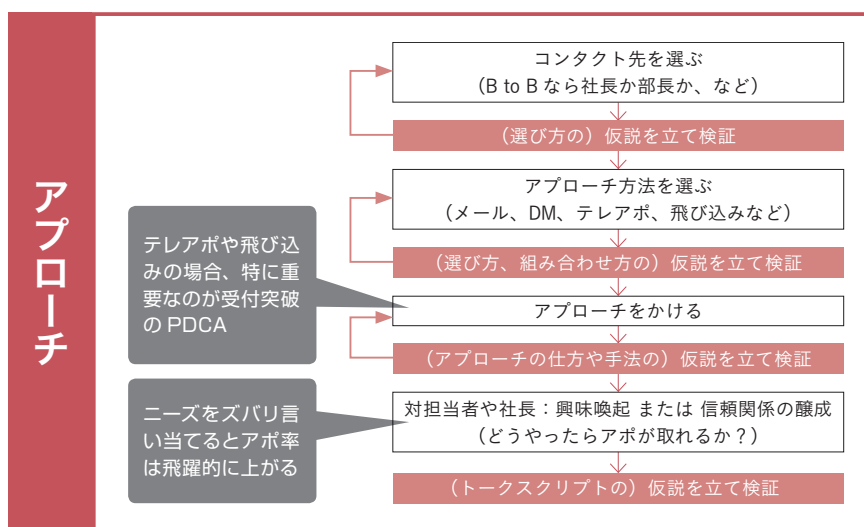 アプローチ
コンタクト先を選ぶ
(B to B なら社長か部長か、など)
(選び方の)仮説を立て検証
アプローチ方法を選ぶ
(メール、DM、テレアポ、飛び込みなど)
(選び方、組み合わせ方の)仮説を立て検証
テレアポや飛び込
みの場合、特に重
要なのが受付突破
の PDCA
アプローチをかける
(アプローチの仕方や手法の)仮説を立て検証
ニーズをズバリ言
い当てるとアポ率
は飛躍的に上がる
対担当者や社長:興味喚起 または 信頼関係の醸成
(どうやったらアポが取れるか?)
(トークスクリプトの)仮説を立て検証